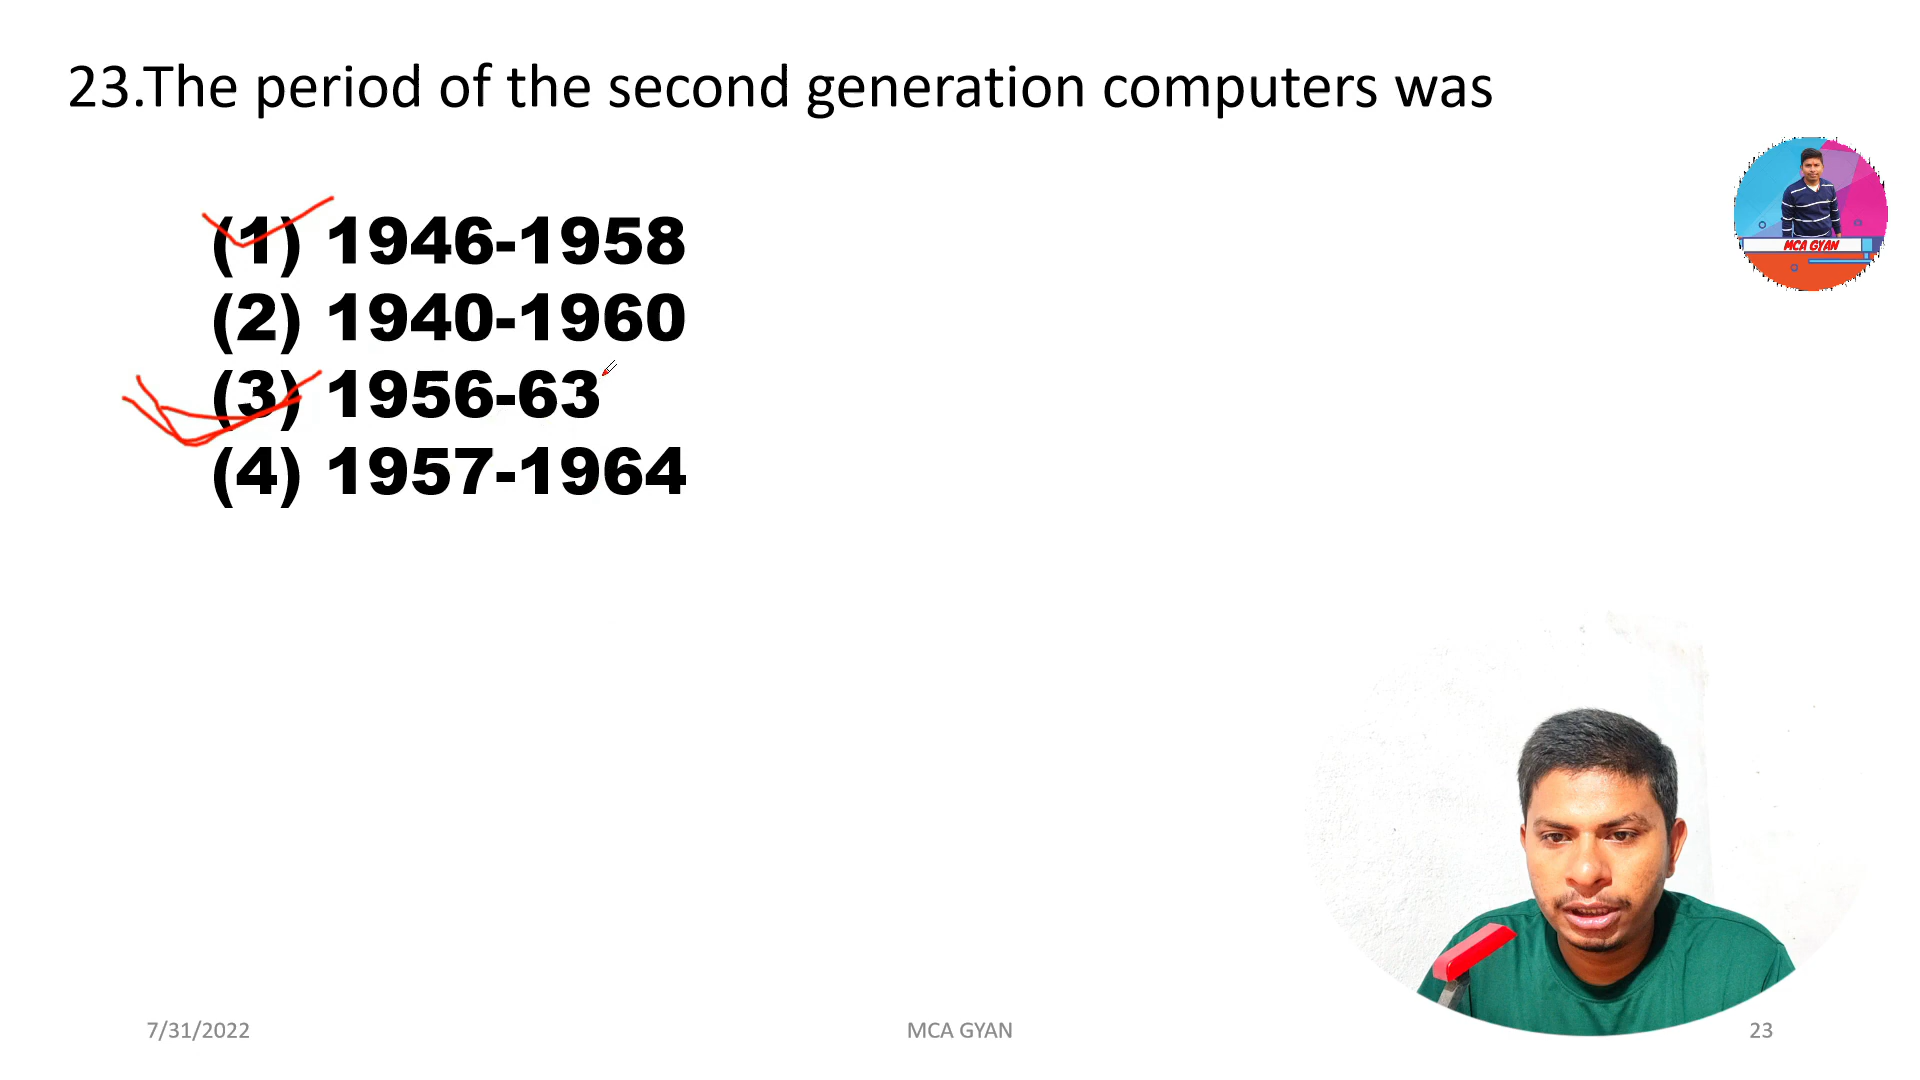 23.The period of the second generation computers was
MCA GYAN
(1) 1946-1958
(2) 1940-1960
(3) 1956-63
(4) 1957-1964
7/31/2022
MCA GYAN
23